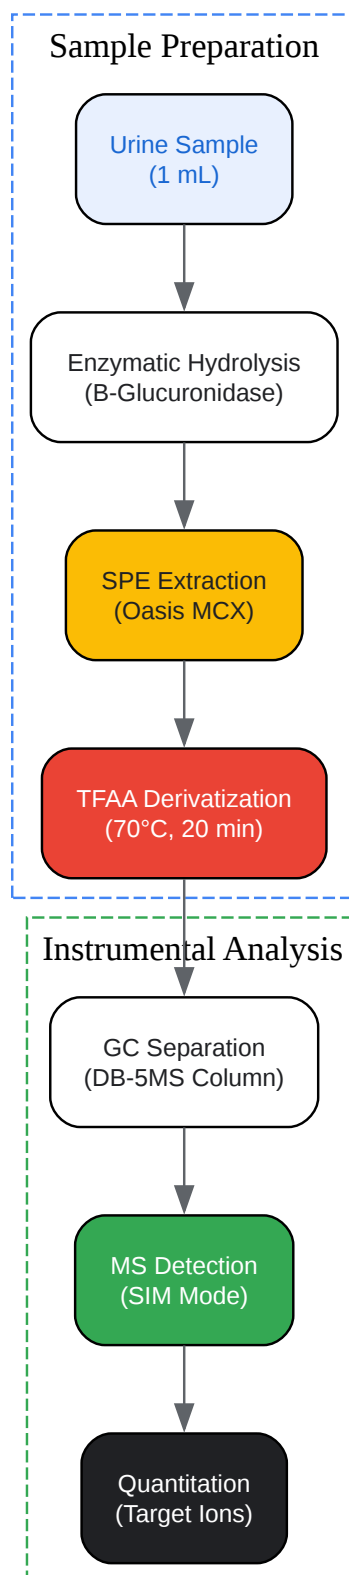 Sample Preparation
Urine Sample
(1 mL)
Enzymatic Hydrolysis
(B-Glucuronidase)
SPE Extraction
(Oasis MCX)
TFAA Derivatization
(70°C, 20 min)
Instrumental Analysis
GC Separation
(DB-5MS Column)
MS Detection
(SIM Mode)
Quantitation
(Target Ions)